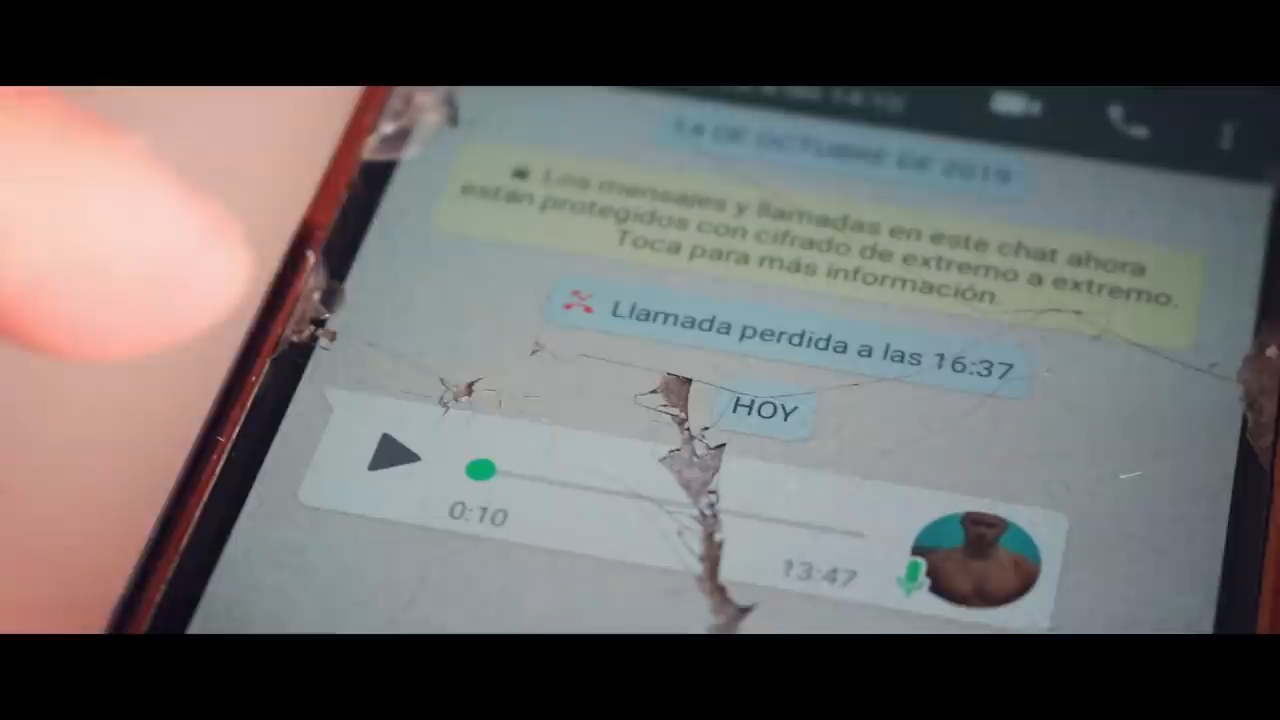 14 DE OCTUBRE DE 2019
Los mensajes y llamadas en este chat ahora
están protegidos con cifrado de extremo a extremo.
Toca para más información.
Llamada perdida a las 16:37
HOY
0:10
13:47